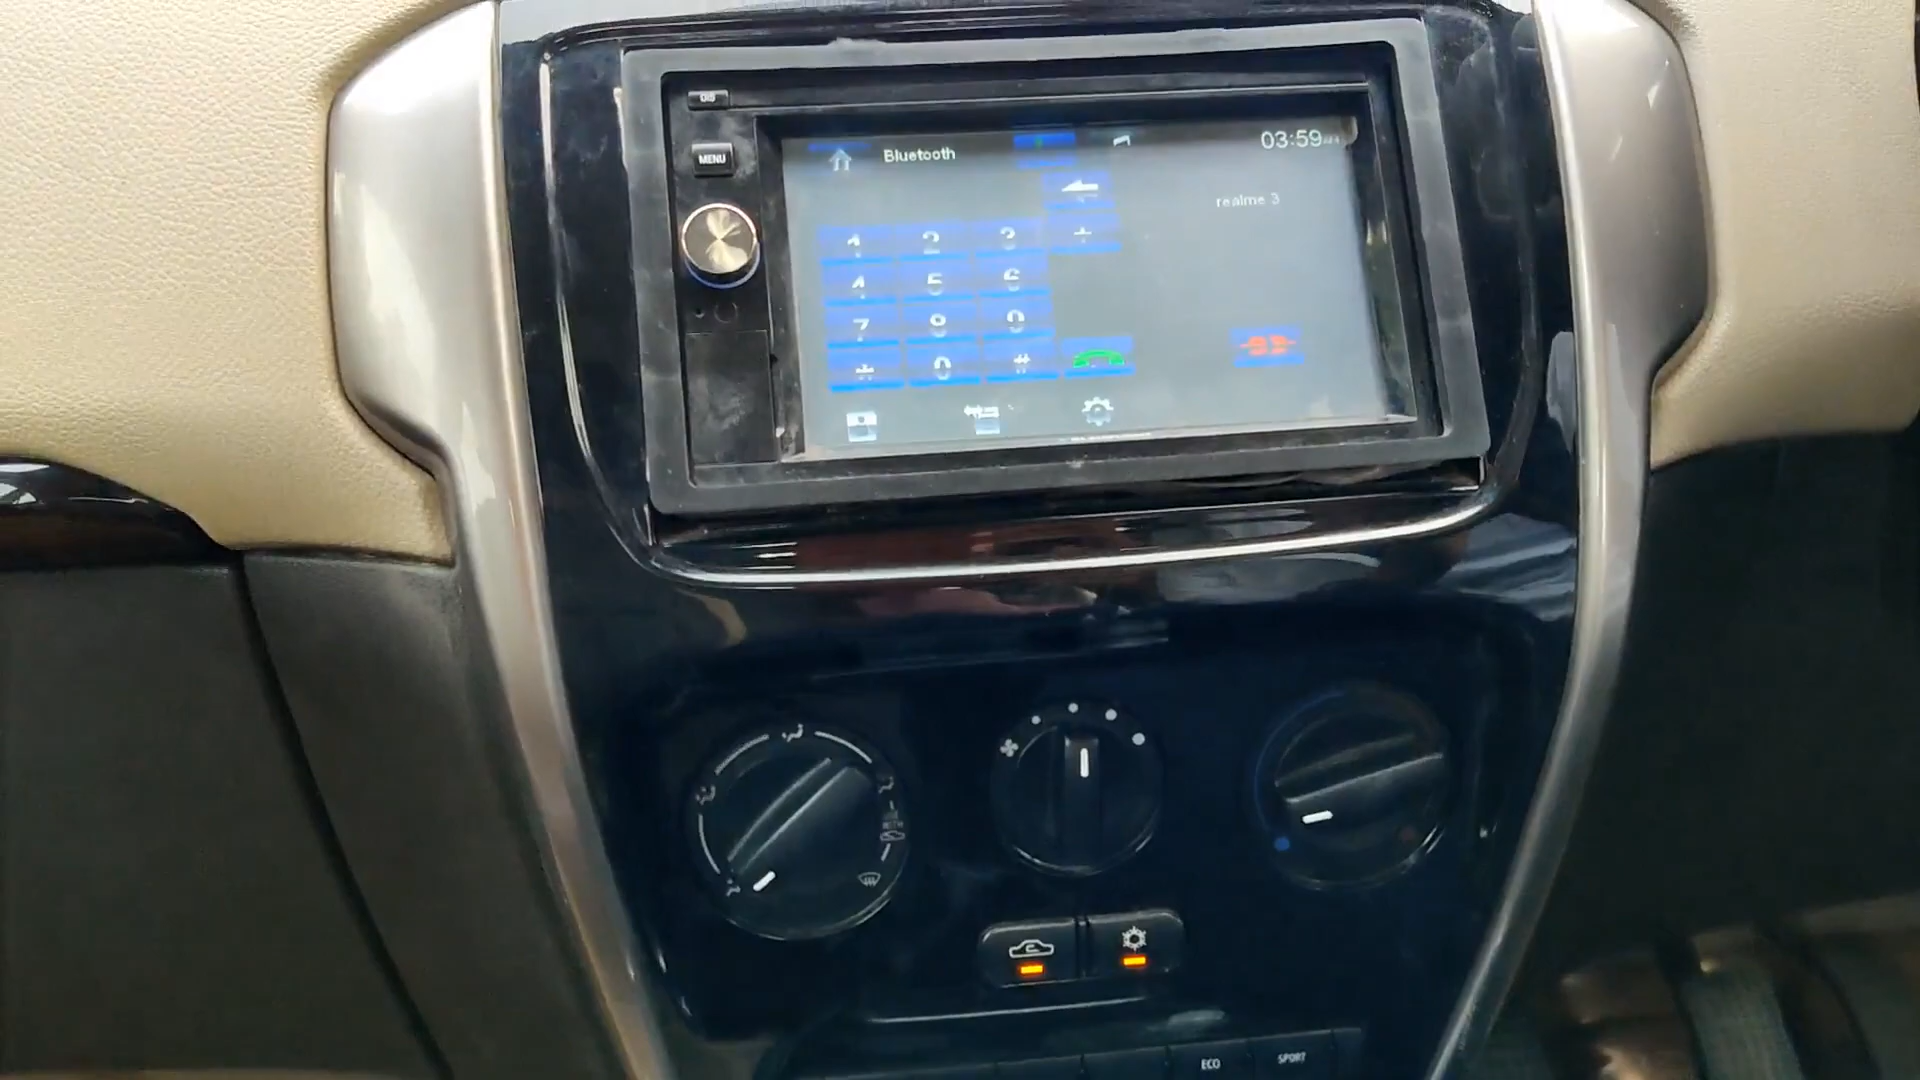 DIS
MENU
Bluetooth
03:59
realme 3
1 2 3 +
4 5 6
7 8 9
0 #
WITH
ECO
SPORT